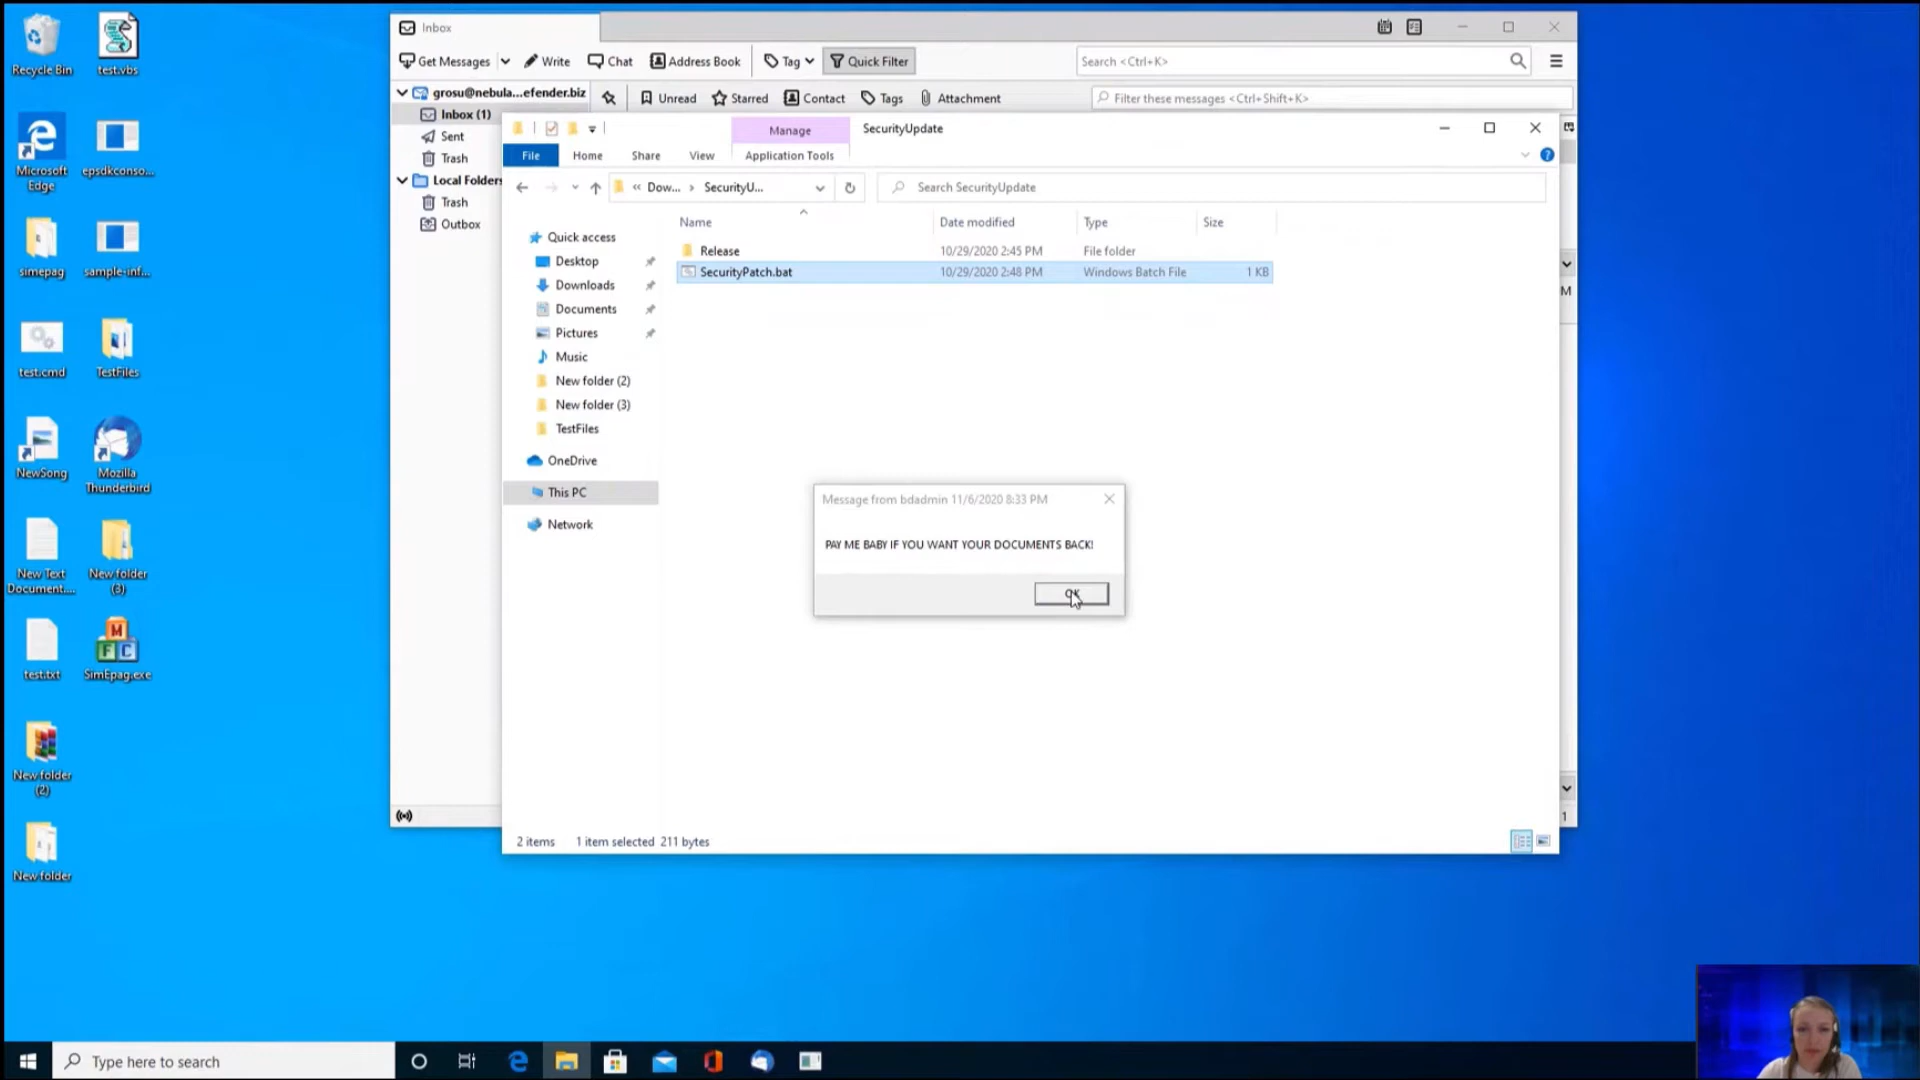 Recycle Bin
test.vbs
Microsoft
Edge
epsdkconso...
simepag
sample-inf...
test.cmd
TestFiles
NewSong
Mozilla
Thunderbird
New Text
Document....
New folder
(3)
test.txt
SimEpag.exe
New folder
(2)
New folder
Inbox
Get Messages
Write
Chat
Address Book
Tag
Quick Filter
Search <Ctrl+K>
grosu@nebula...efender.biz
Unread
Starred
Contact
Tags
Attachment
Filter these messages <Ctrl+Shift+K>
Inbox (1)
Sent
Trash
Local Folders
Trash
Outbox
Manage
SecurityUpdate
File
Home
Share
View
Application Tools
« Dow... › SecurityU...
Search SecurityUpdate
Name
Date modified
Type
Size
Release
10/29/2020 2:45 PM
File folder
SecurityPatch.bat
10/29/2020 2:48 PM
Windows Batch File
1 KB
Quick access
Desktop
Downloads
Documents
Pictures
Music
New folder (2)
New folder (3)
TestFiles
OneDrive
This PC
Network
M
Message from bdadmin 11/6/2020 8:33 PM
PAY ME BABY IF YOU WANT YOUR DOCUMENTS BACK!
OK
2 items
1 item selected 211 bytes
1
Type here to search